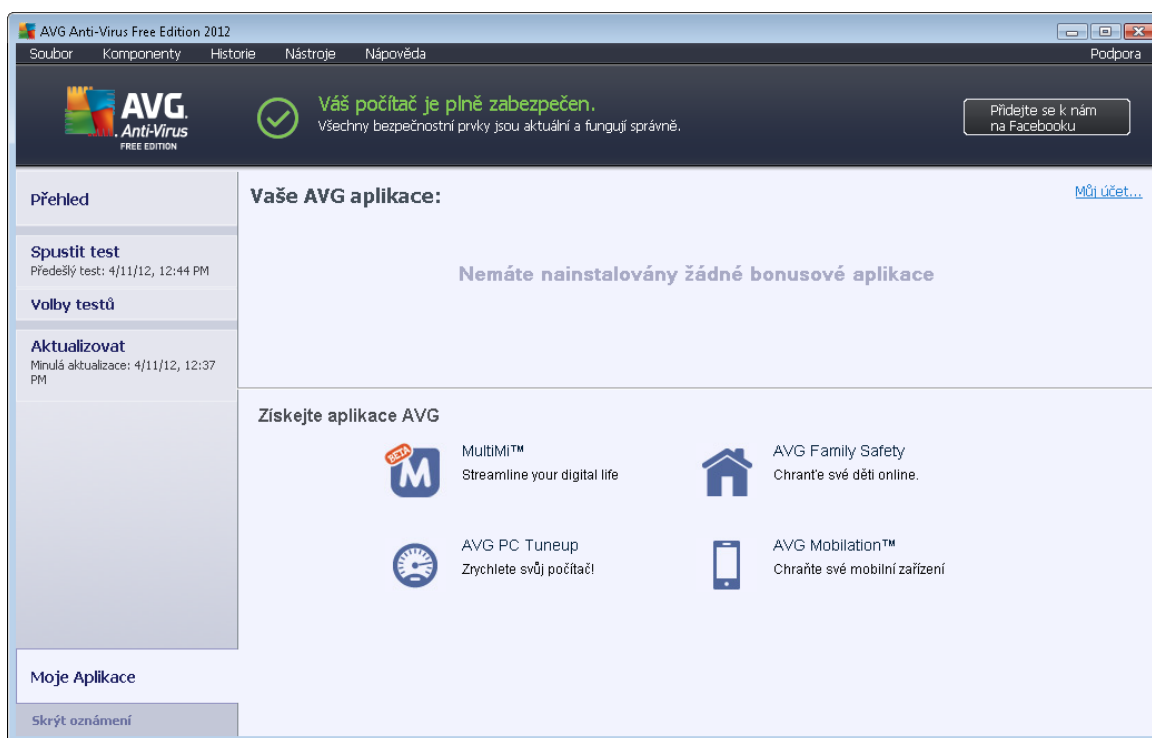 AVG Anti-Virus Free Edition 2012
Soubor Komponenty Historie Nástroje Nápověda Podpora
AVG.
Anti-Virus
FREE EDITION
Váš počítač je plně zabezpečen.
Všechny bezpečnostní prvky jsou aktuální a fungují správně.
Přidejte se k nám
na Facebooku
Přehled
Spustit test
Předešlý test: 4/11/12, 12:44 PM
Volby testů
Aktualizovat
Minulá aktualizace: 4/11/12, 12:37
PM
Moje Aplikace
Skrýt oznámení
Vaše AVG aplikace:
Můj účet...
Nemáte nainstalovány žádné bonusové aplikace
Získejte aplikace AVG
BETA
M
MultiMi™
Streamline your digital life
AVG Family Safety
Chranťe své děti online.
AVG PC Tuneup
Zrychlete svůj počítač!
AVG Mobilation™
Chraňte své mobilní zařízení